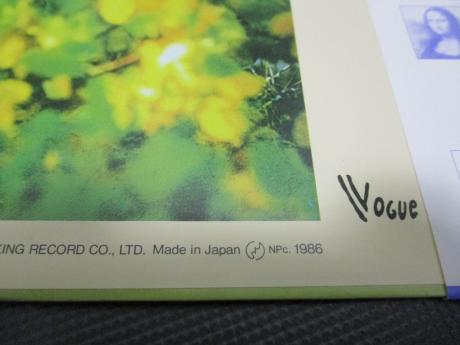 VOGUE
KING RECORD CO., LTD. Made in Japan NPc. 1986